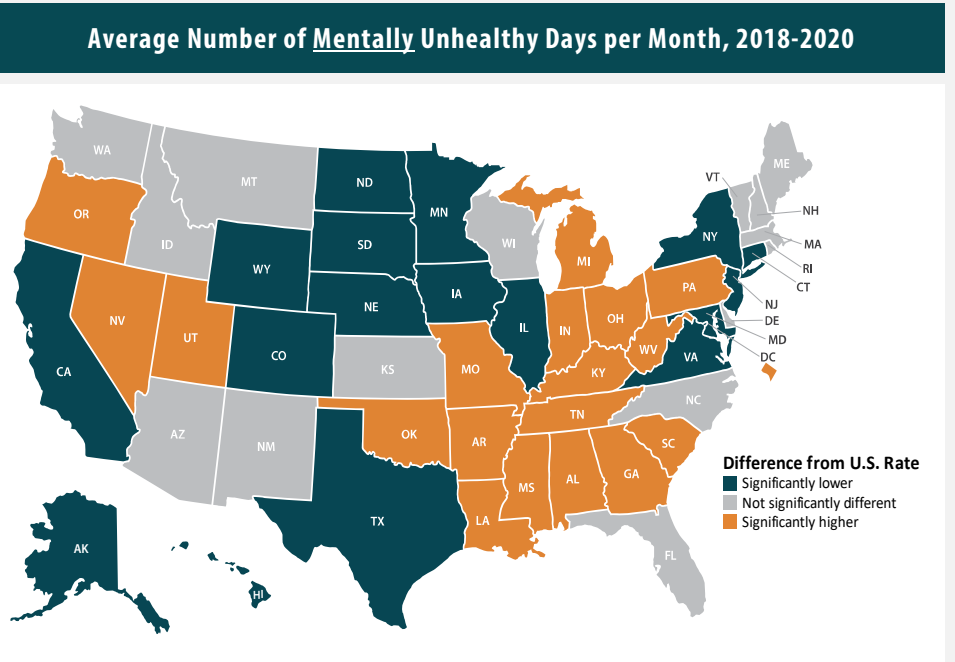 Average Number of Mentally Unhealthy Days per Month, 2018-2020
WA
MT
ND
MN
ME
VT
OR
ID
SD
WI
NH
NY
MA
WY
MI
RI
CT
IA
NE
PA
NJ
NV
UT
IL
IN
OH
DE
MD
CO
WV
DC
VA
CA
KS
MO
KY
NC
AZ
NM
OK
TN
AR
SC
Difference from U.S. Rate
MS
AL
GA
Significantly lower
Not significantly different
TX
LA
Significantly higher
AK
FL
HI